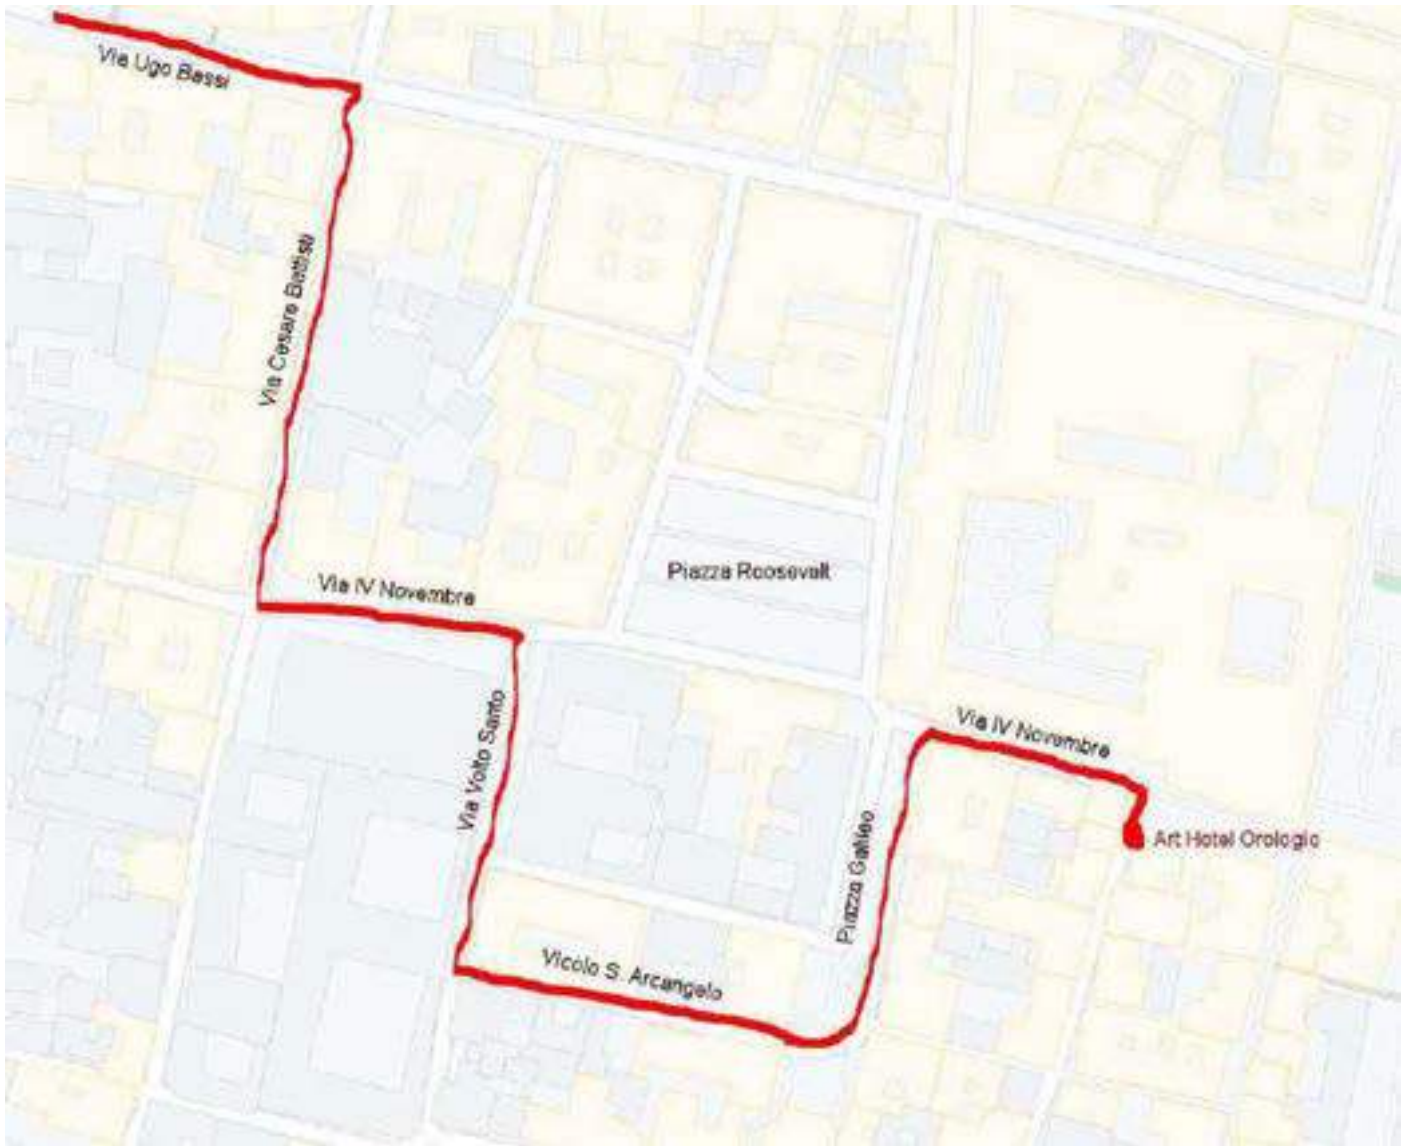 Via Ugo Bassi
Via Cesare Battisti
Via IV Novembre
Piazza Roosevelt
Via Volto Santo
Via IV Novembre
Piazza Galileo
Art Hotel Orologio
Vicolo S. Arcangelo